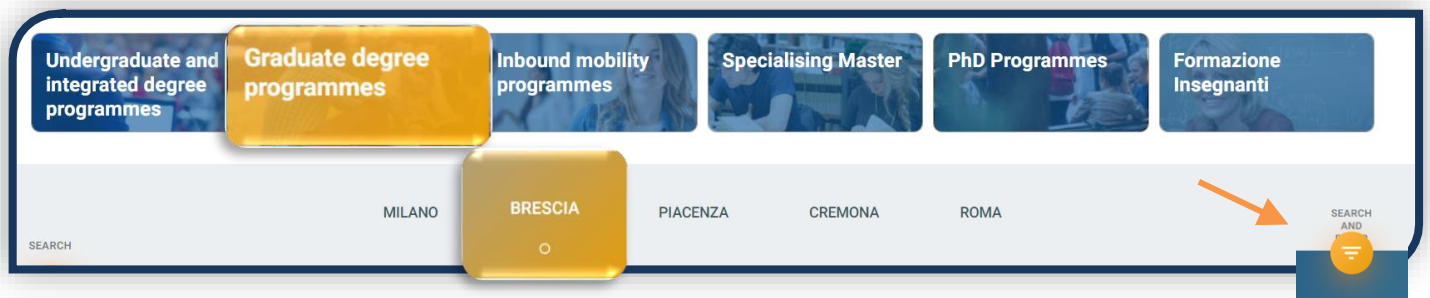 Undergraduate and
integrated degree
programmes
Graduate degree
programmes
Inbound mobility
programmes
Specialising Master
PhD Programmes
Formazione
Insegnanti
MILANO
BRESCIA
PIACENZA
CREMONA
ROMA
SEARCH
SEARCH
AND